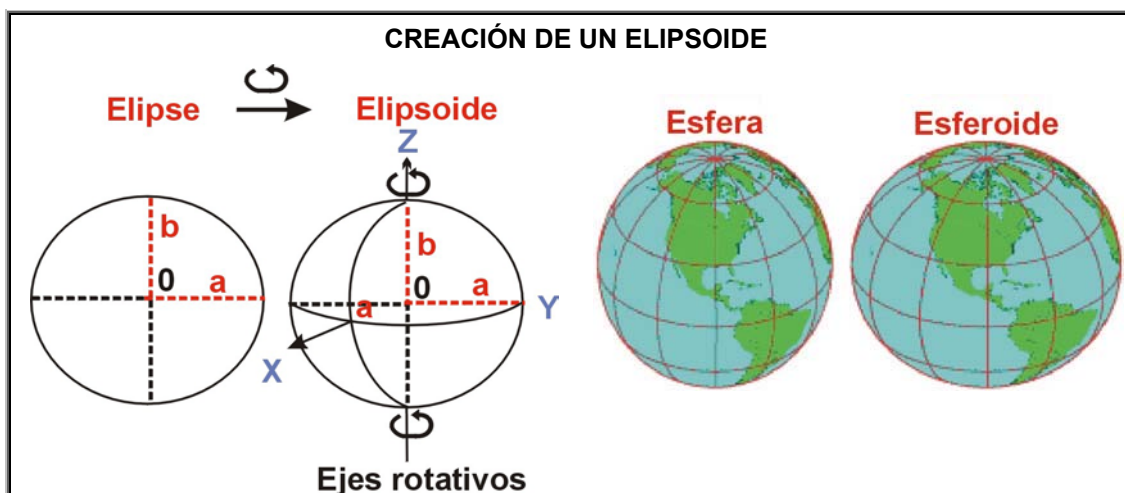 CREACIÓN DE UN ELIPSOIDE
Elipse
Elipsoide
b
0
a
Z
b
0
a
a
Y
X
Ejes rotativos
Esfera
Esferoide